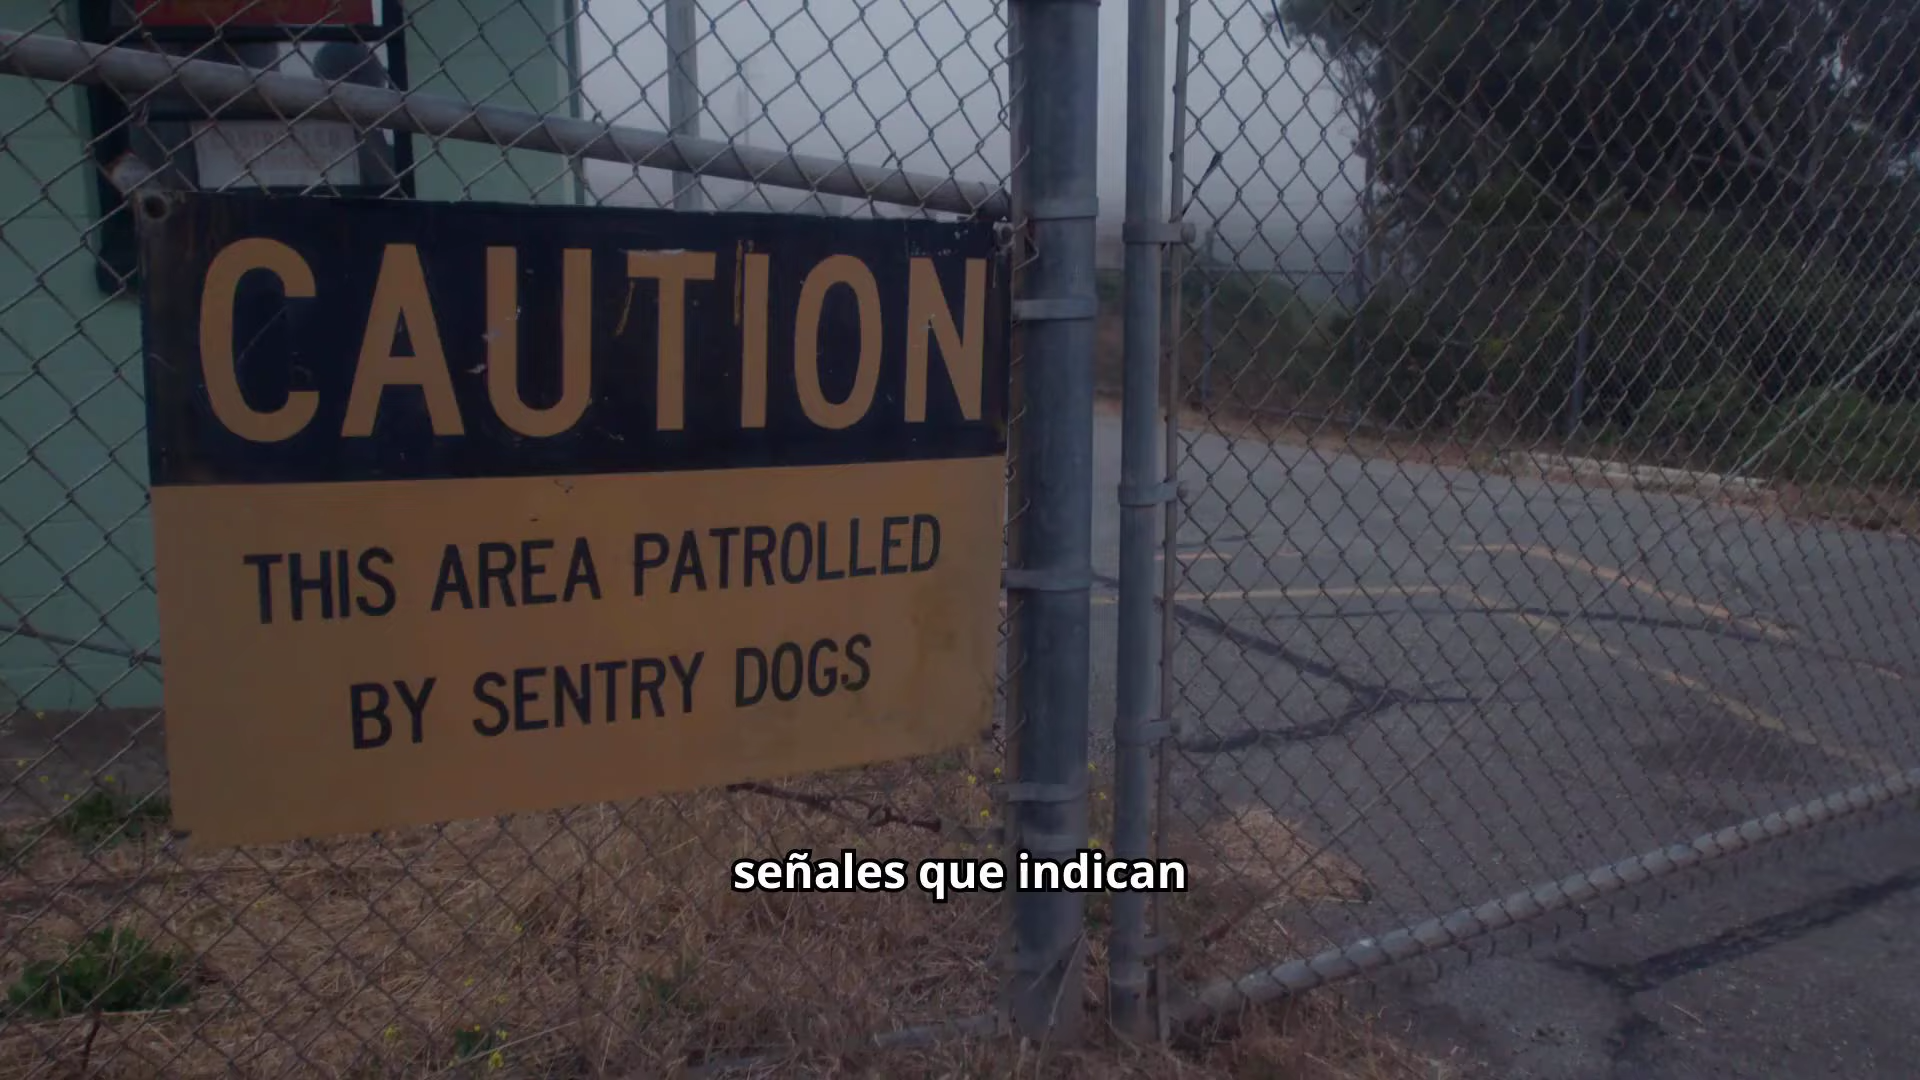 CAUTION
THIS AREA PATROLLED
BY SENTRY DOGS
señales que indican